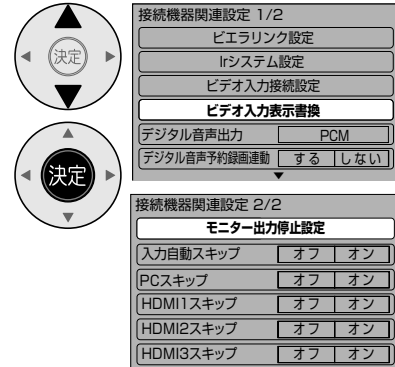 決定
決定
接続機器関連設定 1/2
ビエラリンク設定
Irシステム設定
ビデオ入力接続設定
ビデオ入力表示書換
デジタル音声出力 PCM
デジタル音声予約録画連動 する しない
接続機器関連設定 2/2
モニター出力停止設定
入力自動スキップ オフ オン
PCスキップ オフ オン
HDMI1スキップ オフ オン
HDMI2スキップ オフ オン
HDMI3スキップ オフ オン